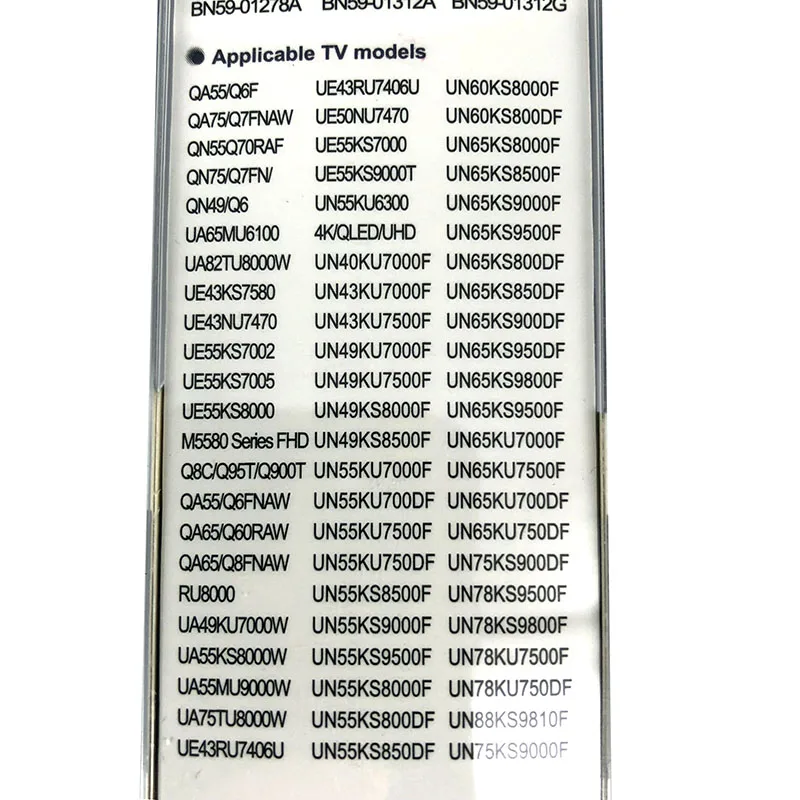 BN59-01278A BN59-01312A BN59-01312G
● Applicable TV models
QA55/Q6F UE43RU7406U UN60KS8000F
QA75/Q7FNAW UE50NU7470 UN60KS800DF
QN55Q70RAF UE55KS7000 UN65KS8000F
QN75/Q7FN/ UE55KS9000T UN65KS8500F
QN49/Q6 UN55KU6300 UN65KS9000F
UA65MU6100 4K/QLED/UHD UN65KS9500F
UA82TU8000W UN40KU7000F UN65KS800DF
UE43KS7580 UN43KU7000F UN65KS850DF
UE43NU7470 UN43KU7500F UN65KS900DF
UE55KS7002 UN49KU7000F UN65KS950DF
UE55KS7005 UN49KU7500F UN65KS9800F
UE55KS8000 UN49KS8000F UN65KS9500F
M5580 Series FHD UN49KS8500F UN65KU7000F
Q8C/Q95T/Q900T UN55KU7000F UN65KU7500F
QA55/Q6FNAW UN55KU700DF UN65KU700DF
QA65/Q60RAW UN55KU7500F UN65KU750DF
QA65/Q8FNAW UN55KU750DF UN75KS900DF
RU8000 UN55KS8500F UN78KS9500F
UA49KU7000W UN55KS9000F UN78KS9800F
UA55KS8000W UN55KS9500F UN78KU7500F
UA55MU9000W UN55KS8000F UN78KU750DF
UA75TU8000W UN55KS800DF UN88KS9810F
UE43RU7406U UN55KS850DF UN75KS9000F